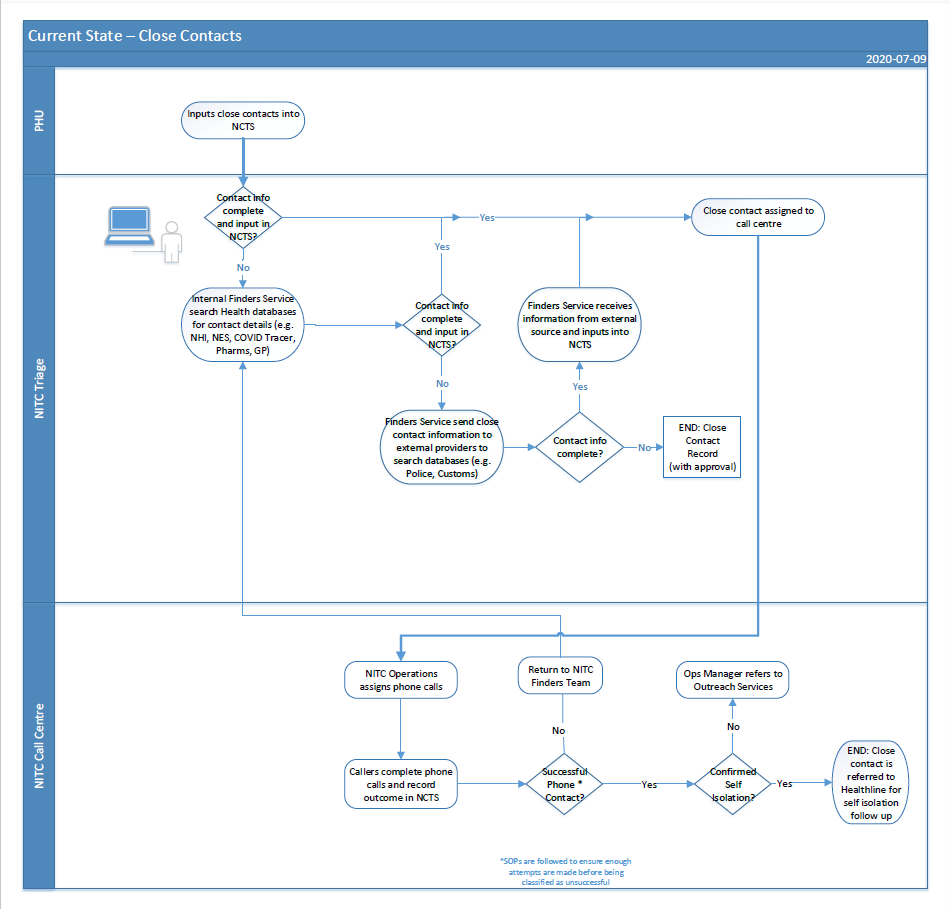 Current State – Close Contacts
2020-07-09
PHU
Inputs close contacts into
NCTS
NITC Triage
Contact info
complete
and input in
NCTS?
Yes
Close contact assigned to
call centre
No
Yes
Internal Finders Service
search Health databases
for contact details (e.g.
NHI, NES, COVID Tracer,
Pharms, GP)
Contact info
complete
and input in
NCTS?
Finders Service receives
information from external
source and inputs into
NCTS
No
Yes
Finders Service send close
contact information to
external providers to
search databases (e.g.
Police, Customs)
Contact info
complete?
No
END: Close
Contact
Record
(with approval)
NITC Call Centre
NITC Operations
assigns phone calls
Return to NITC
Finders Team
Ops Manager refers to
Outreach Services
No
No
Callers complete phone
calls and record
outcome in NCTS
Successful
Phone *
Contact?
Yes
Confirmed
Self
Isolation?
Yes
END: Close
contact is
referred to
Healthline for
self isolation
follow up
*SOPs are followed to ensure enough
attempts are made before being
classified as unsuccessful